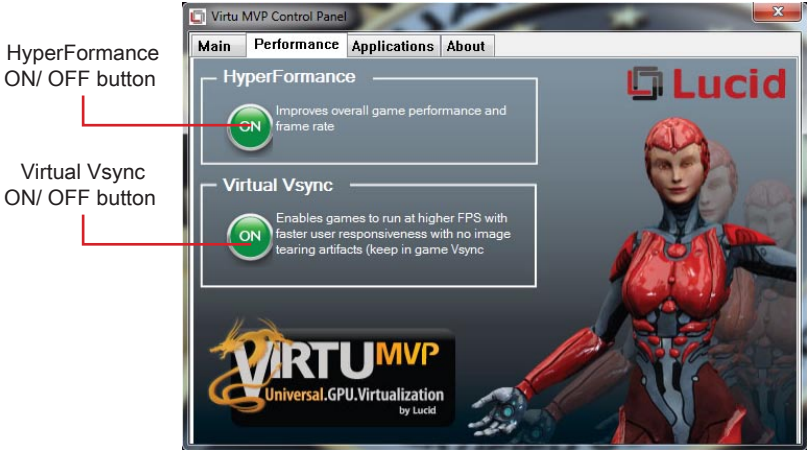 Virtu MVP Control Panel
x
Main Performance Applications About
HyperFormance
ON/ OFF button
HyperFormance
Lucid
ON
Improves overall game performance and
frame rate
Virtual Vsync
ON/ OFF button
Virtual Vsync
ON
Enables games to run at higher FPS with
faster user responsiveness with no image
tearing artifacts (keep in game Vsync
VIRTU MVP
Universal.GPU.Virtualization
by Lucid